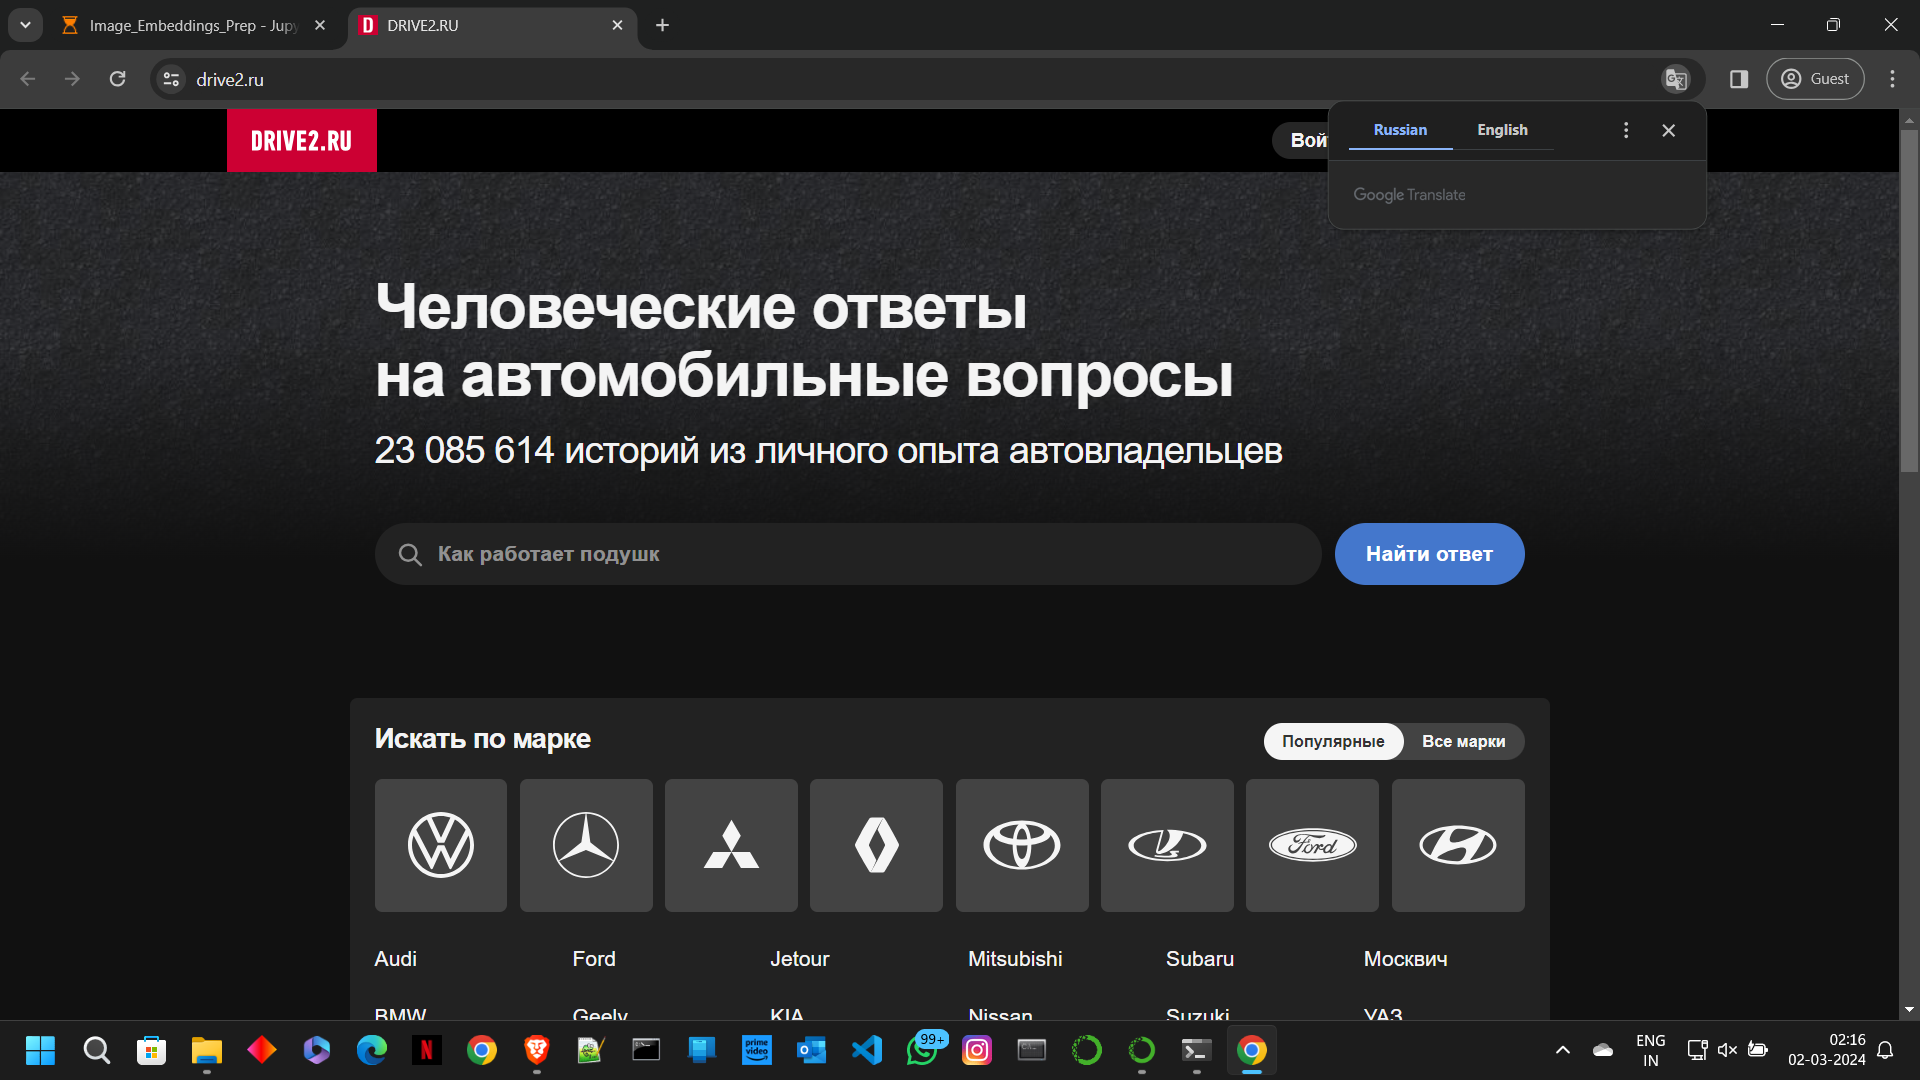 Image_Embeddings_Prep - Jupy
DRIVE2.RU
drive2.ru
Guest
DRIVE2.RU
Вой
Russian
English
Google Translate
Человеческие ответы
на автомобильные вопросы
23 085 614 историй из личного опыта автовладельцев
Как работает подушк
Найти ответ
Искать по марке
Популярные
Все марки
Ford
Audi
Ford
Jetour
Mitsubishi
Subaru
Москвич
BMW
Geely
KIA
Nissan
Suzuki
УАЗ
prime video
99+
ENG
IN
02:16
02-03-2024